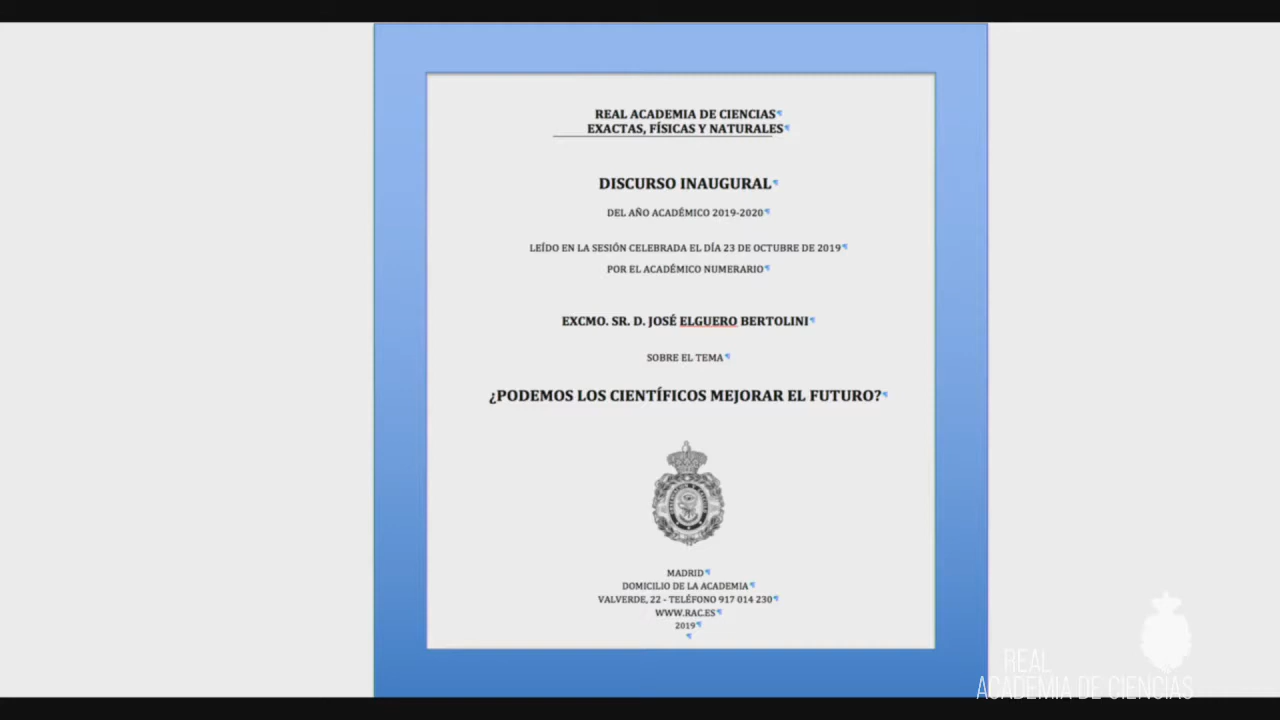 REAL ACADEMIA DE CIENCIAS
EXACTAS, FÍSICAS Y NATURALES
DISCURSO INAUGURAL
DEL AÑO ACADÉMICO 2019-2020
LEÍDO EN LA SESIÓN CELEBRADA EL DÍA 23 DE OCTUBRE DE 2019
POR EL ACADÉMICO NUMERARIO
EXCMO. SR. D. JOSÉ ELGUERO BERTOLINI
SOBRE EL TEMA
¿PODEMOS LOS CIENTÍFICOS MEJORAR EL FUTURO?
MADRID
DOMICILIO DE LA ACADEMIA
VALVERDE, 22 - TELÉFONO 917 014 230
WWW.RAC.ES
2019
REAL
ACADEMIA DE CIENCIAS